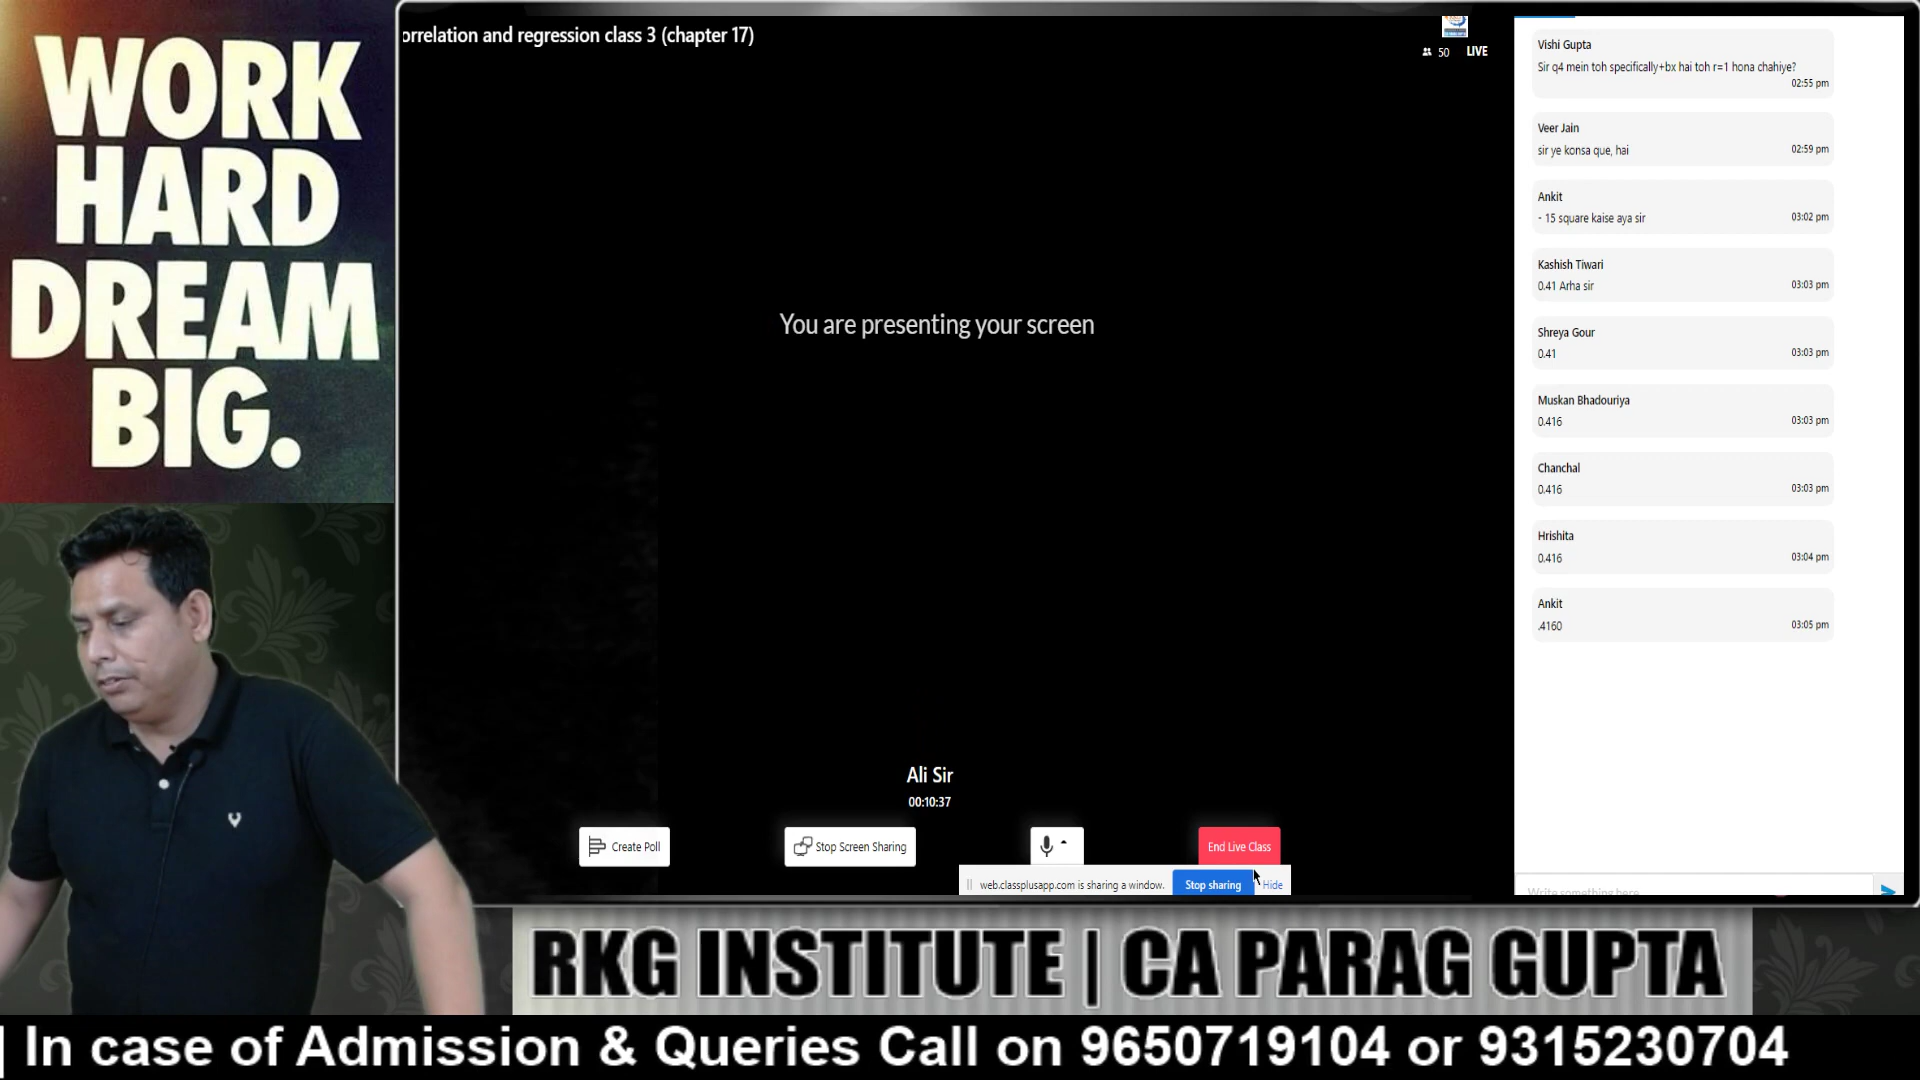 WORK
HARD
DREAM
BIG.
orrelation and regression class 3 (chapter 17)
50 LIVE
You are presenting your screen
Ali Sir
00:10:37
Create Poll
Stop Screen Sharing
End Live Class
web.classplusapp.com is sharing a window.
Stop sharing
Hide
Vishi Gupta
Sir q4 mein toh specifically+bx hai toh r=1 hona chahiye?
02:55 pm
Veer Jain
sir ye konsa que, hai
02:59 pm
Ankit
- 15 square kaise aya sir
03:02 pm
Kashish Tiwari
0.41 Arha sir
03:03 pm
Shreya Gour
0.41
03:03 pm
Muskan Bhadouriya
0.416
03:03 pm
Chanchal
0.416
03:03 pm
Hrishita
0.416
03:04 pm
Ankit
.4160
03:05 pm
Write something here
RKG INSTITUTE | CA PARAG GUPTA
| In case of Admission & Queries Call on 9650719104 or 9315230704